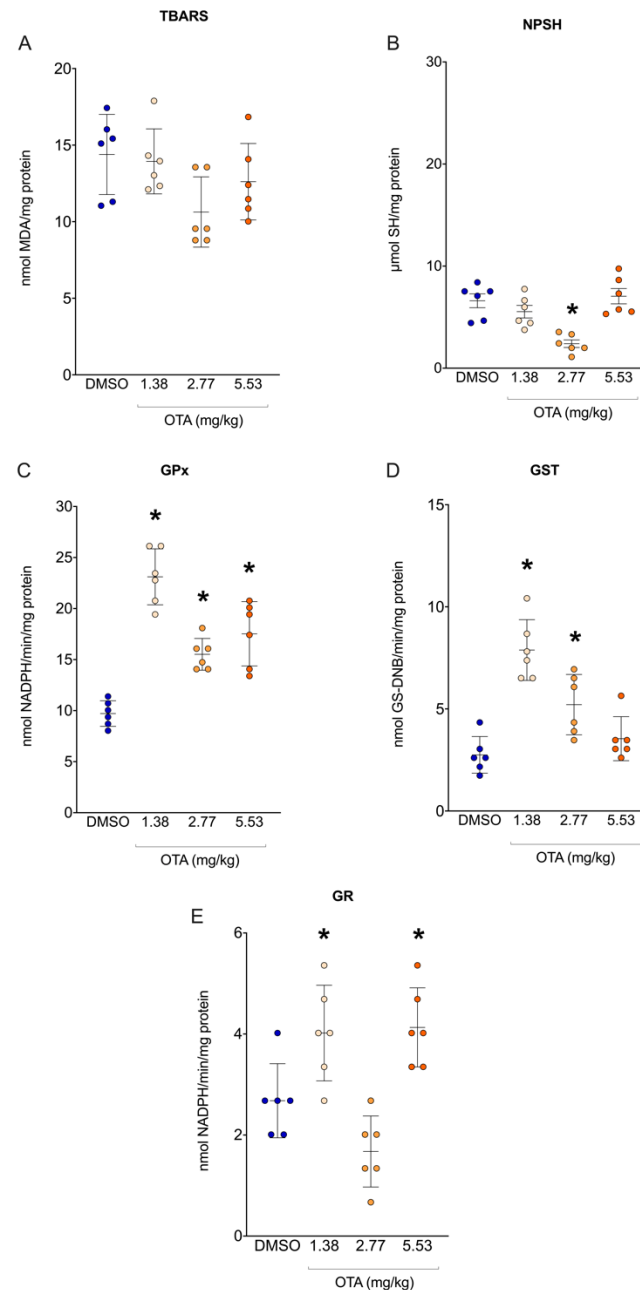 TBARS
A
nmol MDA/mg protein
20
15
10
5
0
DMSO 1.38 2.77 5.53
OTA (mg/kg)
NPSH
B
µmol SH/mg protein
30
20
10
0
*
DMSO 1.38 2.77 5.53
OTA (mg/kg)
GPx
C
nmol NADPH/min/mg protein
30
25
20
15
10
5
0
* * *
DMSO 1.38 2.77 5.53
OTA (mg/kg)
GST
D
nmol GS-DNB/min/mg protein
15
10
5
0
* *
DMSO 1.38 2.77 5.53
OTA (mg/kg)
GR
E
nmol NADPH/min/mg protein
6
4
2
0
* *
DMSO 1.38 2.77 5.53
OTA (mg/kg)